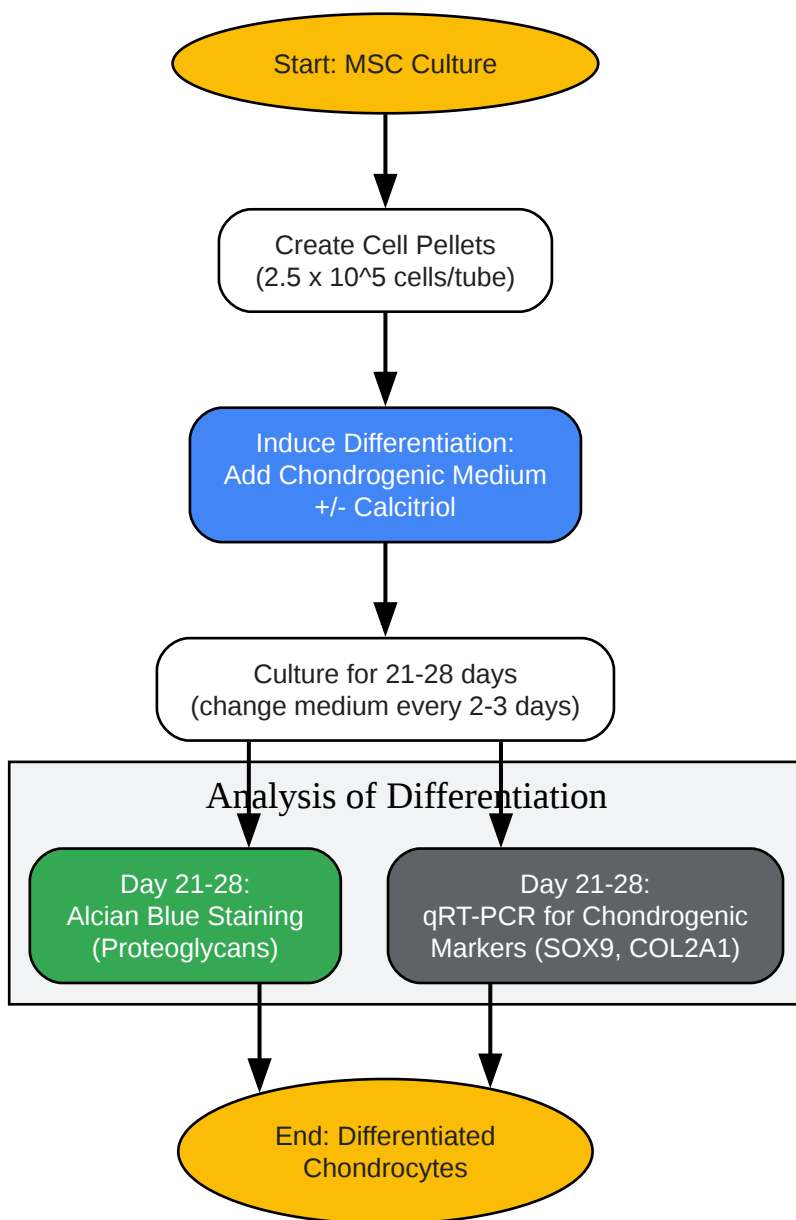 Start: MSC Culture
Create Cell Pellets
(2.5 x 10^5 cells/tube)
Induce Differentiation:
Add Chondrogenic Medium
+/- Calcitriol
Culture for 21-28 days
(change medium every 2-3 days)
Analysis of Differentiation
Day 21-28:
Alcian Blue Staining
(Proteoglycans)
Day 21-28:
qRT-PCR for Chondrogenic
Markers (SOX9, COL2A1)
End: Differentiated
Chondrocytes